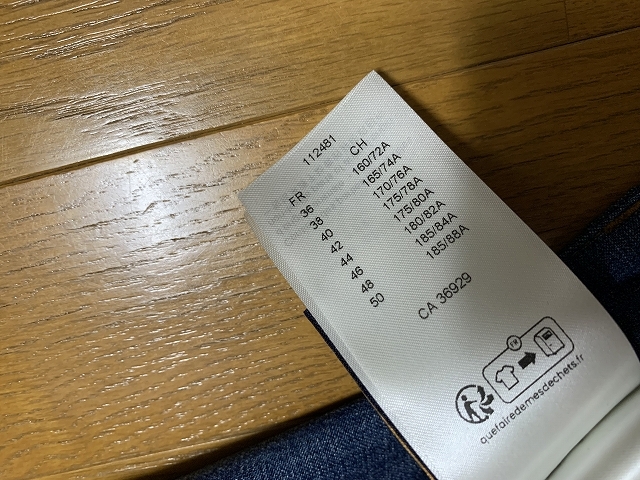 112481
FR CH
36 160/72A
38 165/74A
40 170/76A
42 175/78A
44 175/80A
46 180/82A
48 185/84A
50 185/88A
CA 36929
quefairedemesdechets.fr